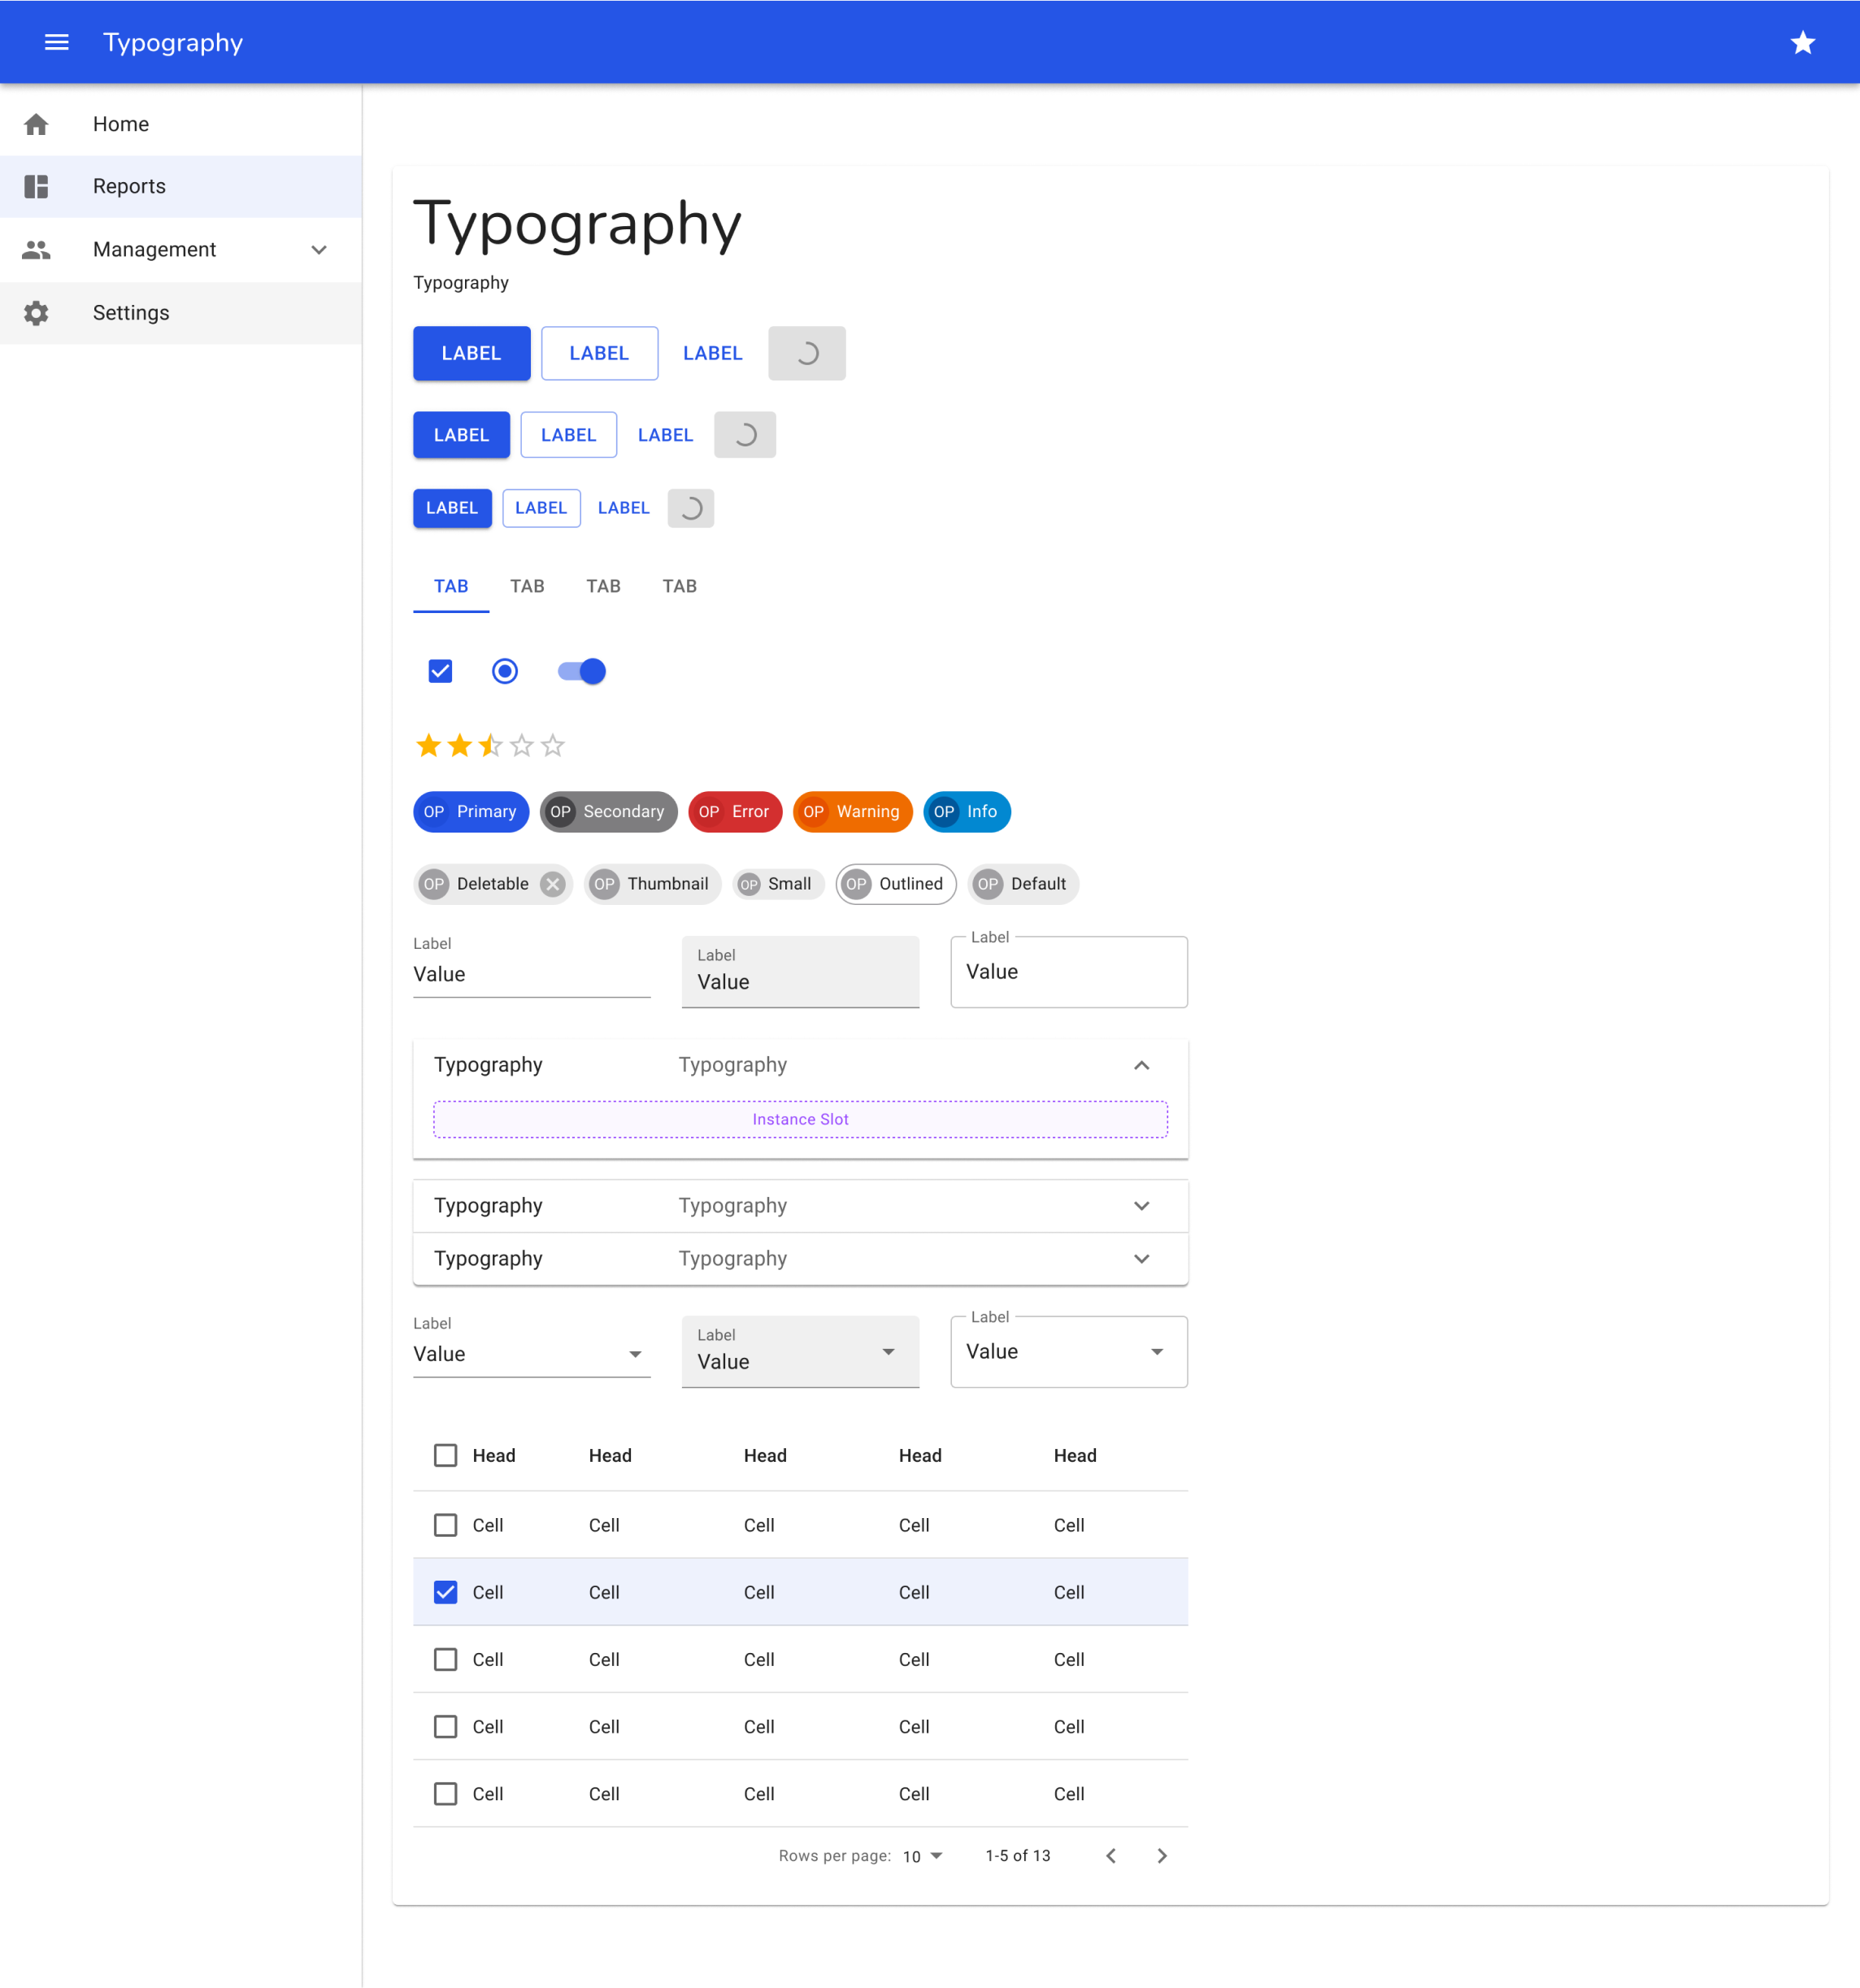 Typography
Home
Reports
Management
Settings
Typography
Typography
LABEL LABEL LABEL
LABEL LABEL LABEL
LABEL LABEL LABEL
TAB TAB TAB TAB
OP Primary OP Secondary OP Error OP Warning OP Info
OP Deletable OP Thumbnail OP Small OP Outlined OP Default
Label Label Label
Value Value Value
Typography Typography
Instance Slot
Typography Typography
Typography Typography
Label Label Label
Value Value Value
Head Head Head Head Head
Cell Cell Cell Cell Cell
Cell Cell Cell Cell Cell
Cell Cell Cell Cell Cell
Cell Cell Cell Cell Cell
Cell Cell Cell Cell Cell
Rows per page: 10 1-5 of 13